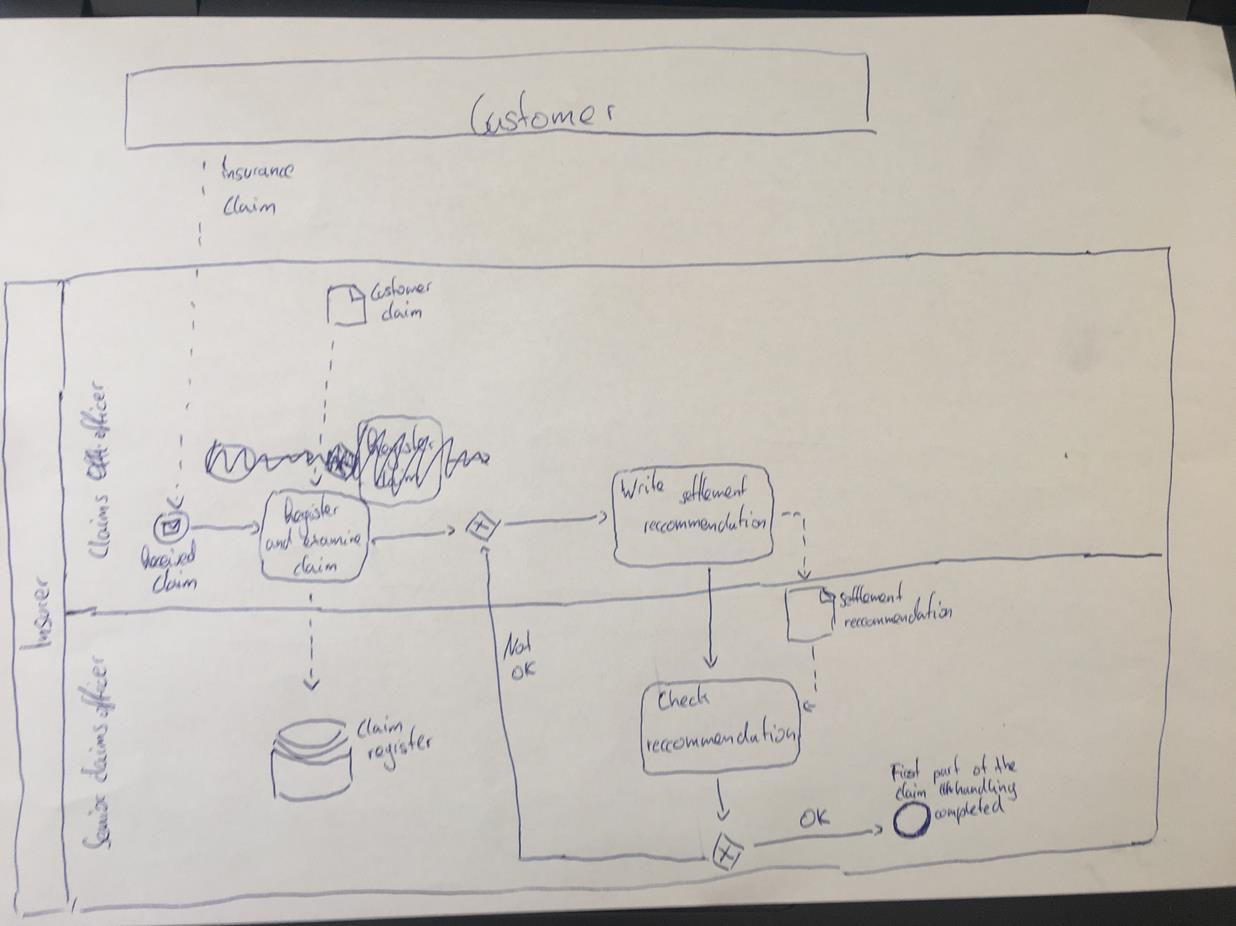 Customer
Insurance
Claim
Customer
claim
Claims officer
Received
claim
Register
and examine
claim
Write settlement
reccommendation
Insurer
Senior claims officer
settlement
reccommendation
Not
OK
Check
reccommendation
Claim
register
First part of the
claim handling
completed
OK